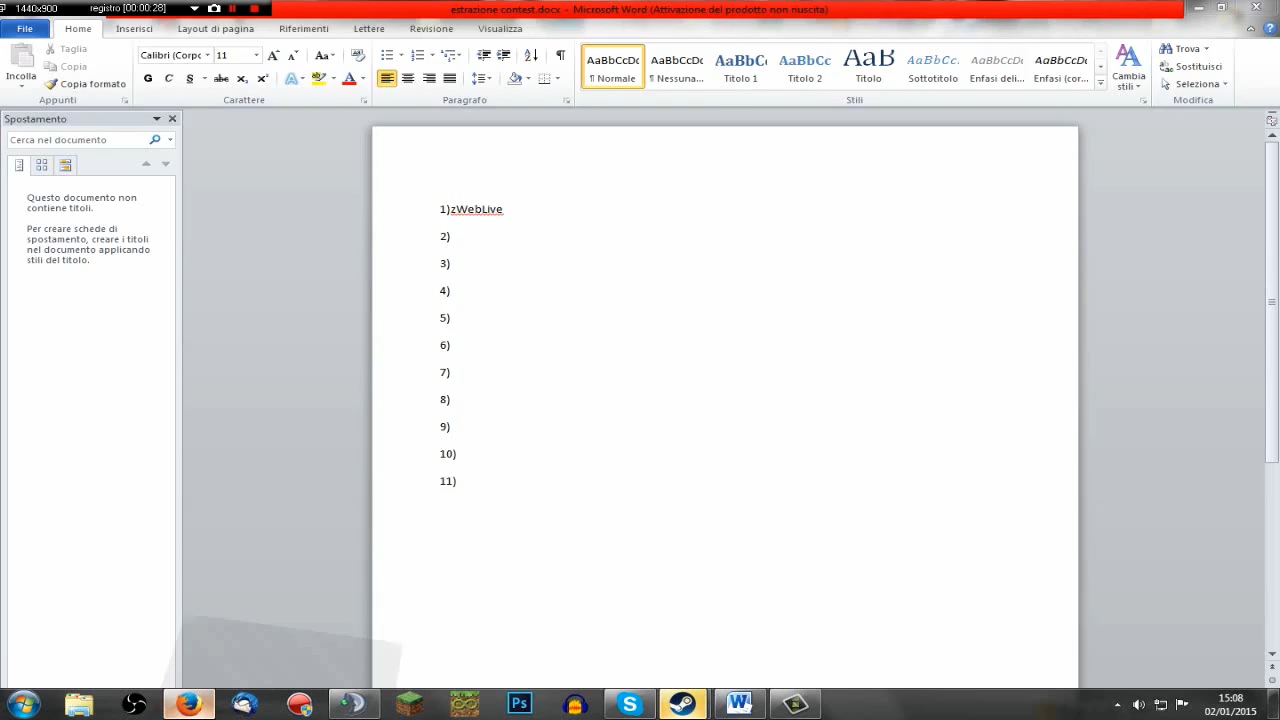 1440x900 registro [00:00:28]
estrazione contest.docx - Microsoft Word (Attivazione del prodotto non riuscita)
File Home Inserisci Layout di pagina Riferimenti Lettere Revisione Visualizza
Incolla
Taglia
Copia
Copia formato
Appunti
Calibri (Corpc 11
G C S abc x₂ x²
Carattere
Paragrafo
AaBbCcDc AaBbCcDc AaBbC( AaBbCc AaB AaBbCc. AaBbCcDc AaBbCcDc
¶ Normale ¶ Nessuna... Titolo 1 Titolo 2 Titolo Sottotitolo Enfasi deli... Enfasi (cor...
Stili
Cambia
stili
Trova
Sostituisci
Seleziona
Modifica
Spostamento
Cerca nel documento
Questo documento non
contiene titoli.
Per creare schede di
spostamento, creare i titoli
nel documento applicando
stili del titolo.
1)zWebLive
2)
3)
4)
5)
6)
7)
8)
9)
10)
11)
Ps
15:08
02/01/2015